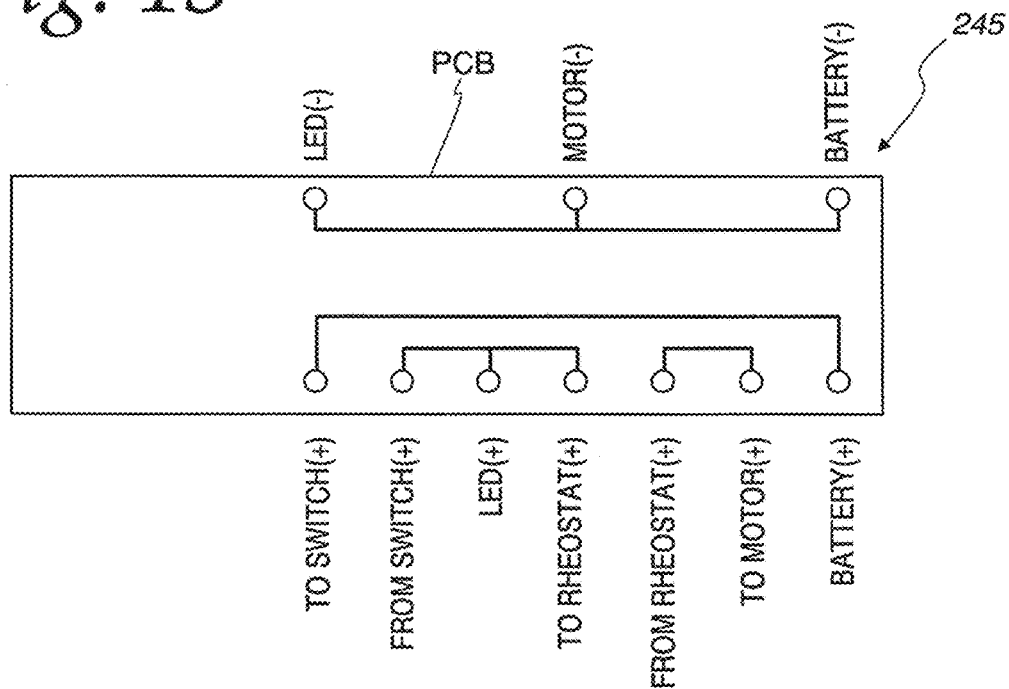 245
PCB
LED(-)
MOTOR(-)
BATTERY(-)
TO SWITCH(+)
FROM SWITCH(+)
LED(+)
TO RHEOSTAT(+)
FROM RHEOSTAT(+)
TO MOTOR(+)
BATTERY(+)